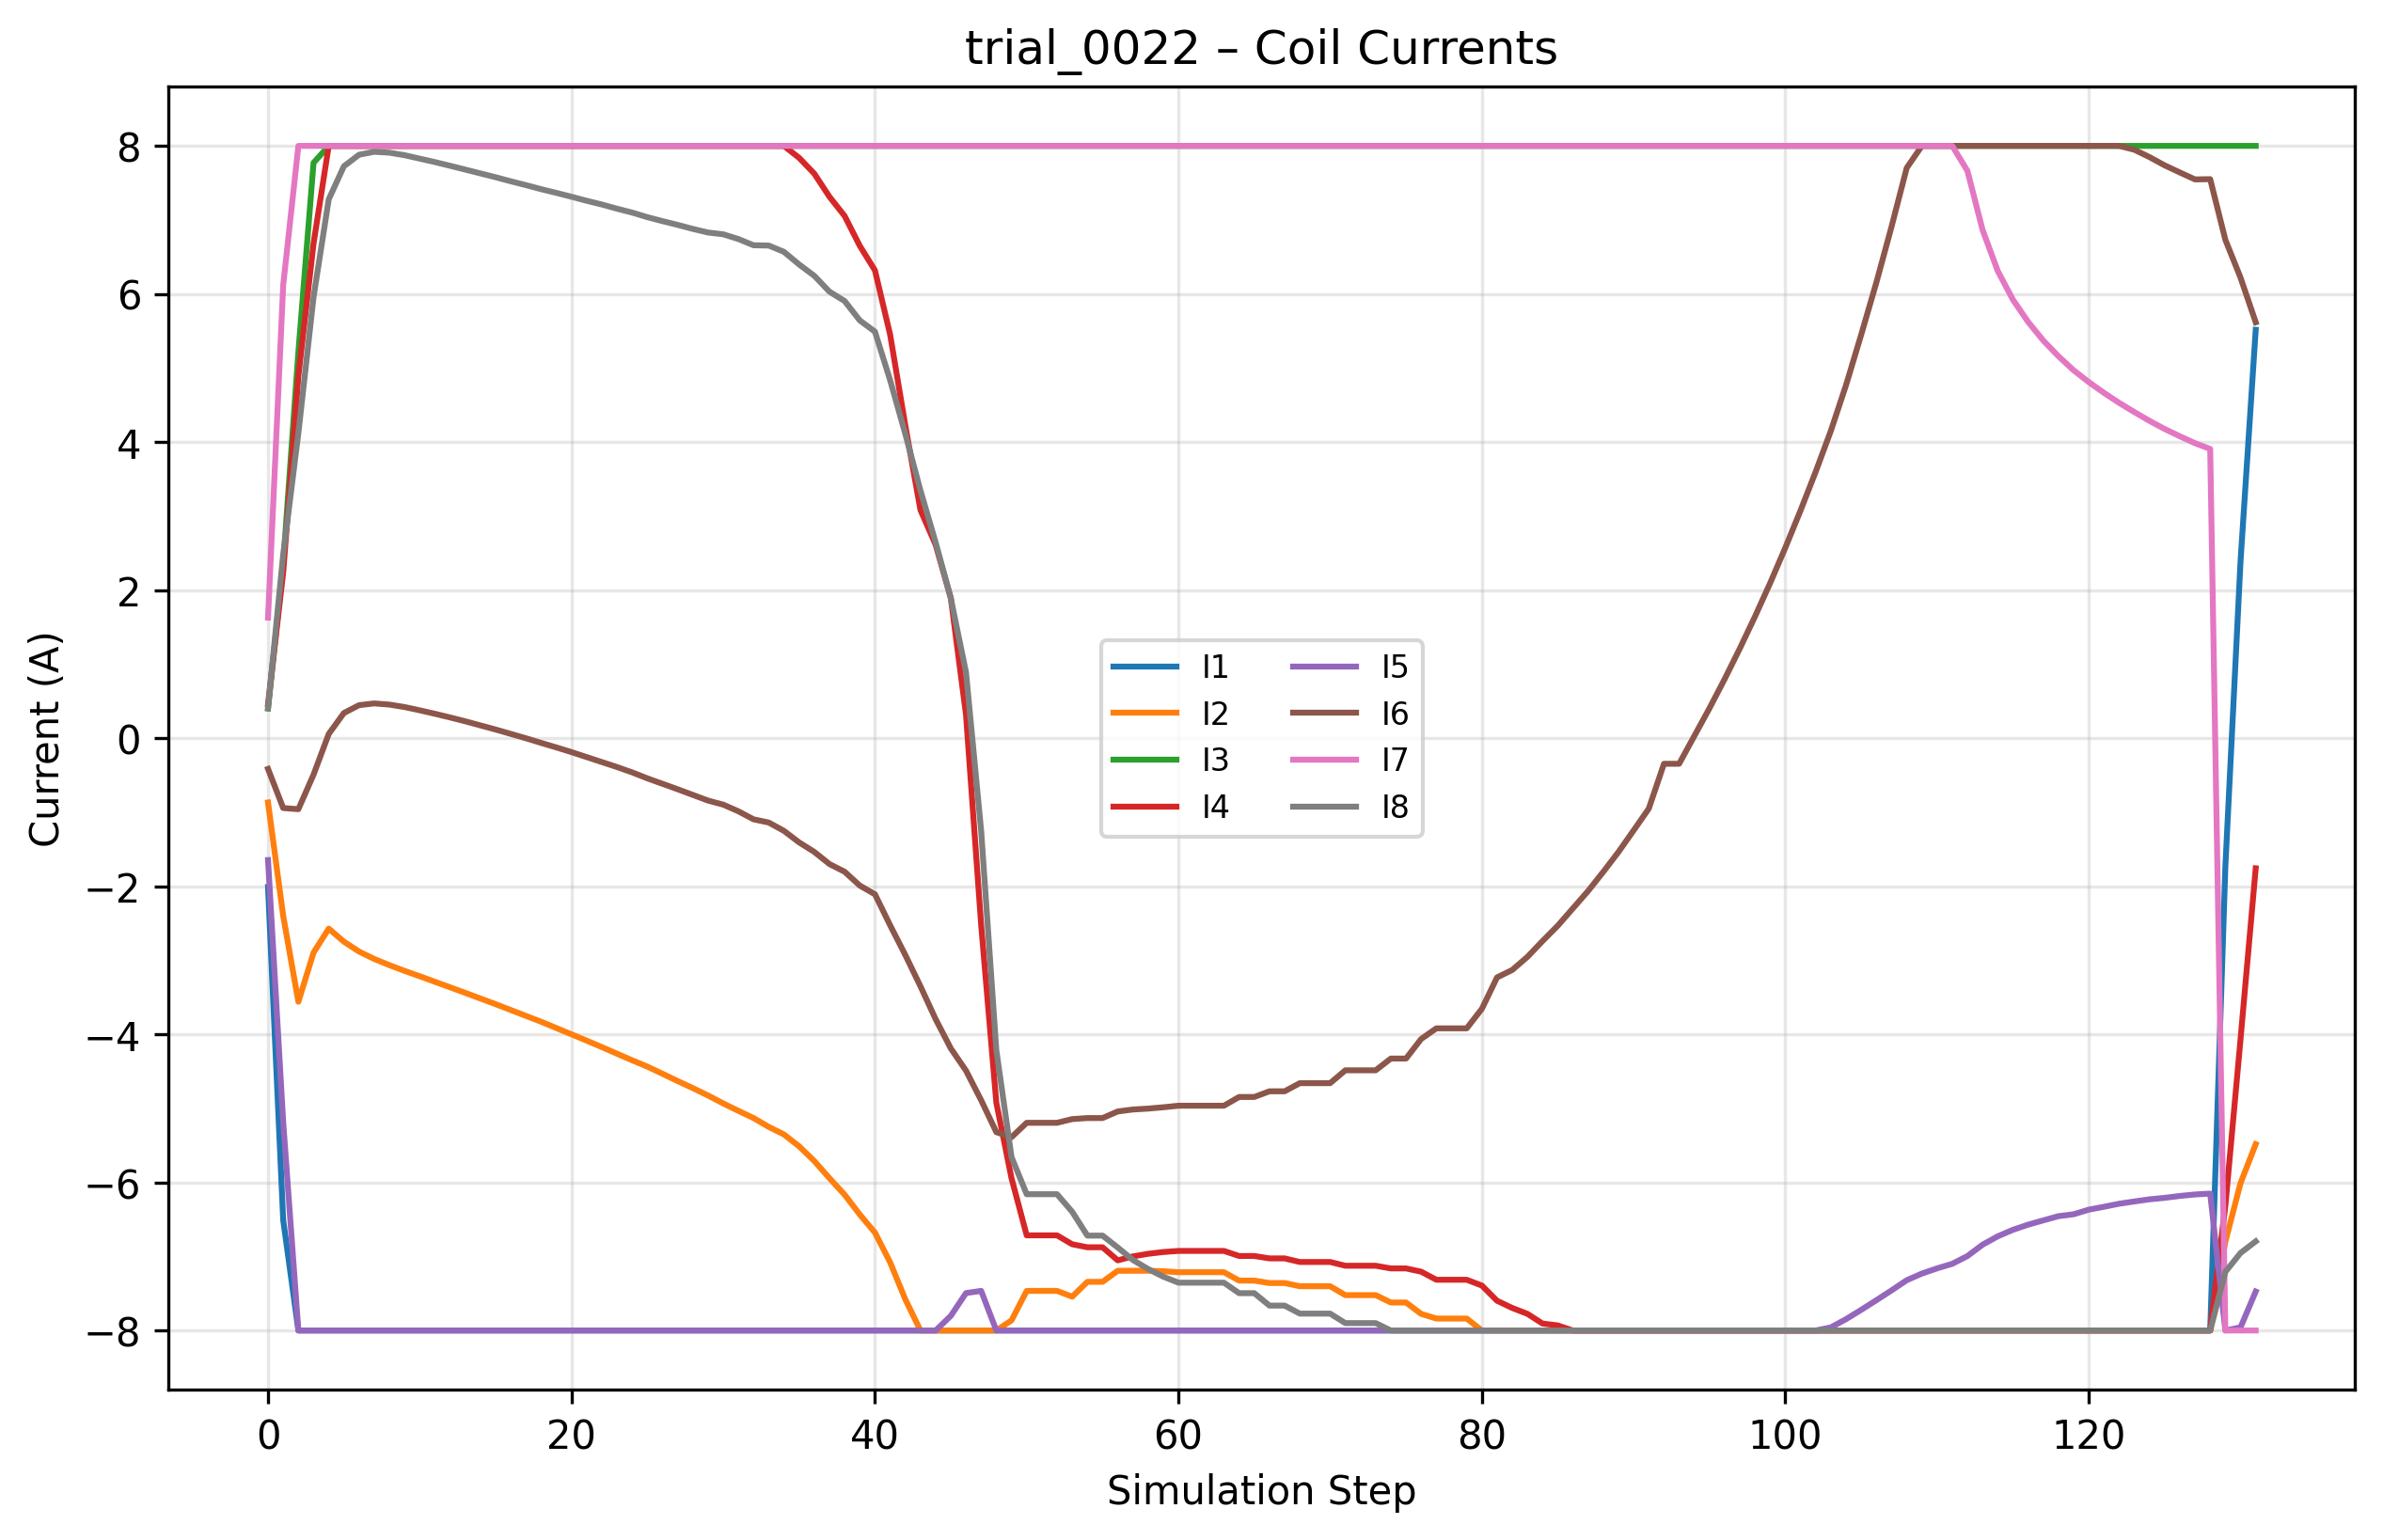 trial_0022 – Coil Currents
Current (A)
8
6
4
2
0
−2
−4
−6
−8
I1 I5
I2 I6
I3 I7
I4 I8
0 20 40 60 80 100 120
Simulation Step